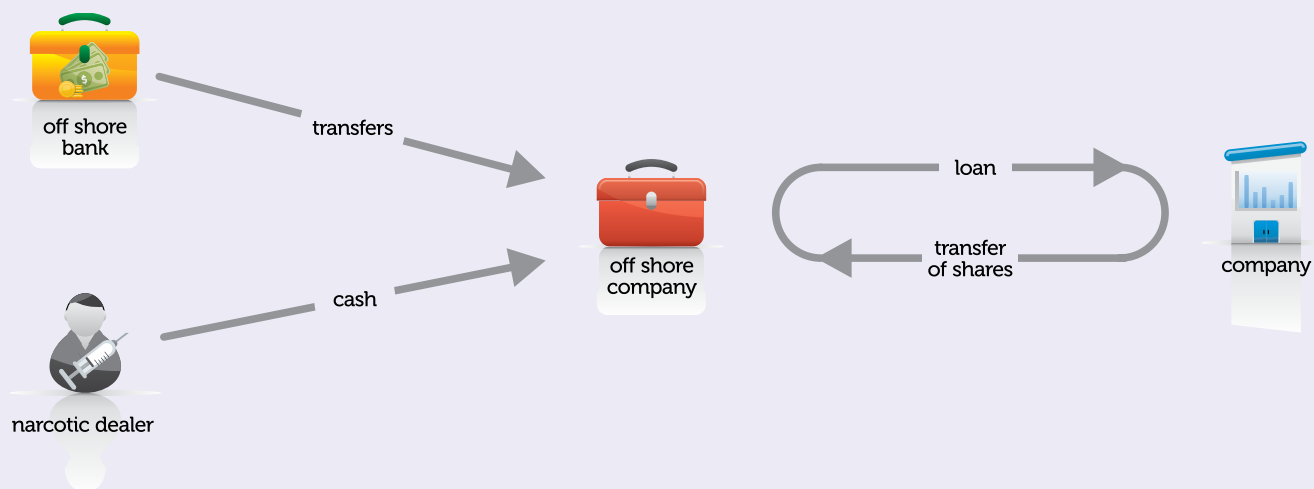 off shore
bank
transfers
loan
off shore
company
transfer
of shares
company
cash
narcotic dealer
$